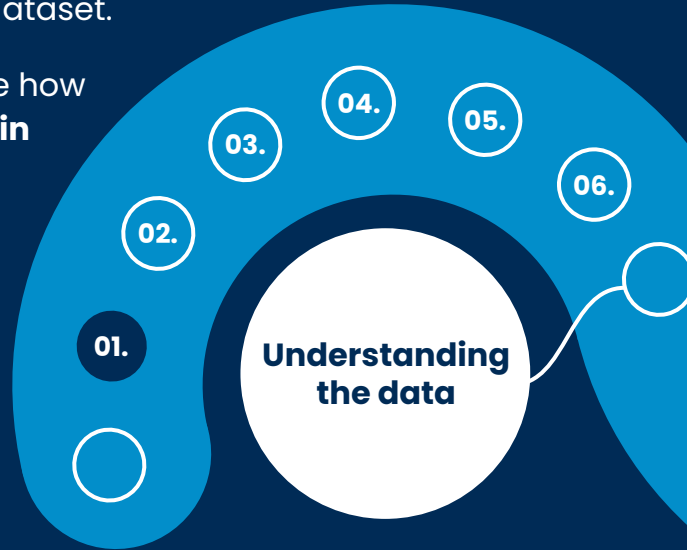 ataset.
e how
in
04.
05.
03.
06.
02.
01.
Understanding
the data